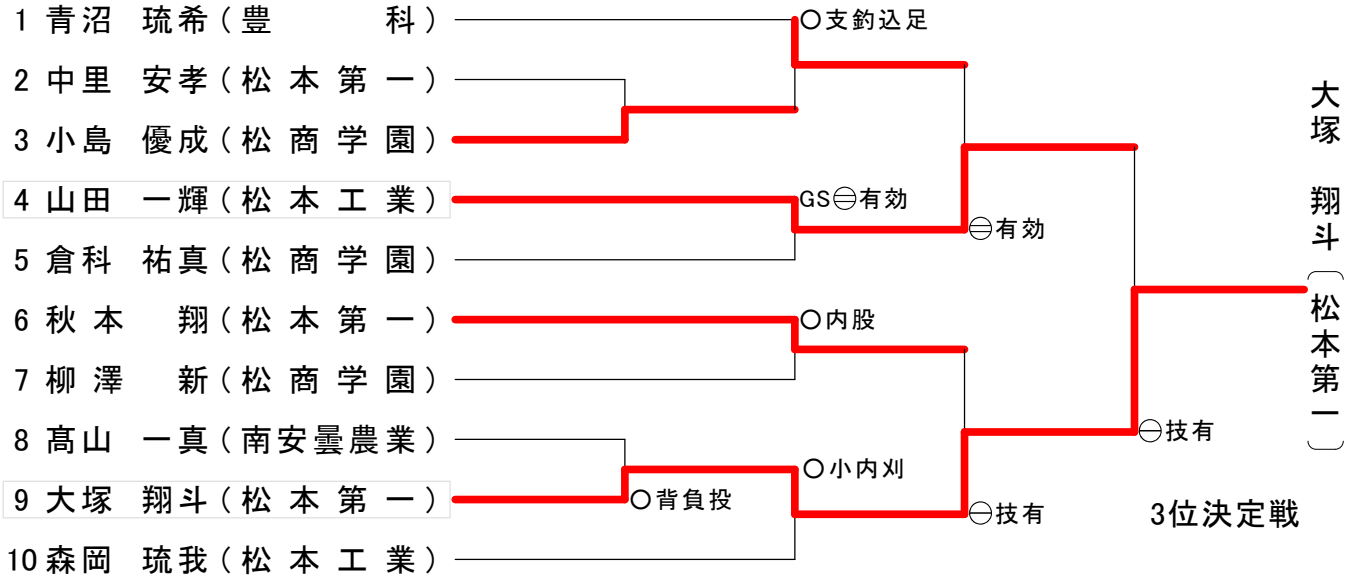 1 青沼 琉希(豊 科)
2 中里 安孝(松本第一)
3 小島 優成(松商学園)
4 山田 一輝(松本工業)
5 倉科 祐真(松商学園)
6 秋本 翔(松本第一)
7 柳澤 新(松商学園)
8 髙山 一真(南安曇農業)
9 大塚 翔斗(松本第一)
10 森岡 琉我(松本工業)
○支釣込足
GS㊀有効
㊀有効
○内股
○小内刈
○背負投
㊀技有
㊀技有
大塚 翔斗〔松本第一〕
3位決定戦